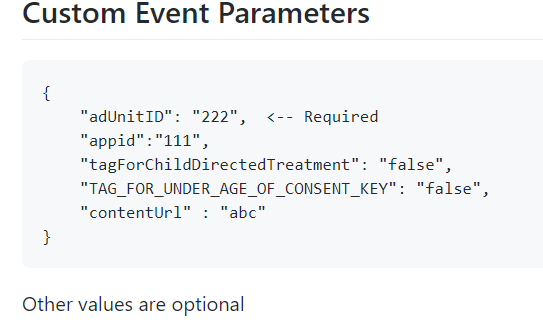 Custom Event Parameters
{
    "adUnitID": "222",  <-- Required
    "appid":"111",
    "tagForChildDirectedTreatment": "false",
    "TAG_FOR_UNDER_AGE_OF_CONSENT_KEY": "false",
    "contentUrl" : "abc"
}
Other values are optional